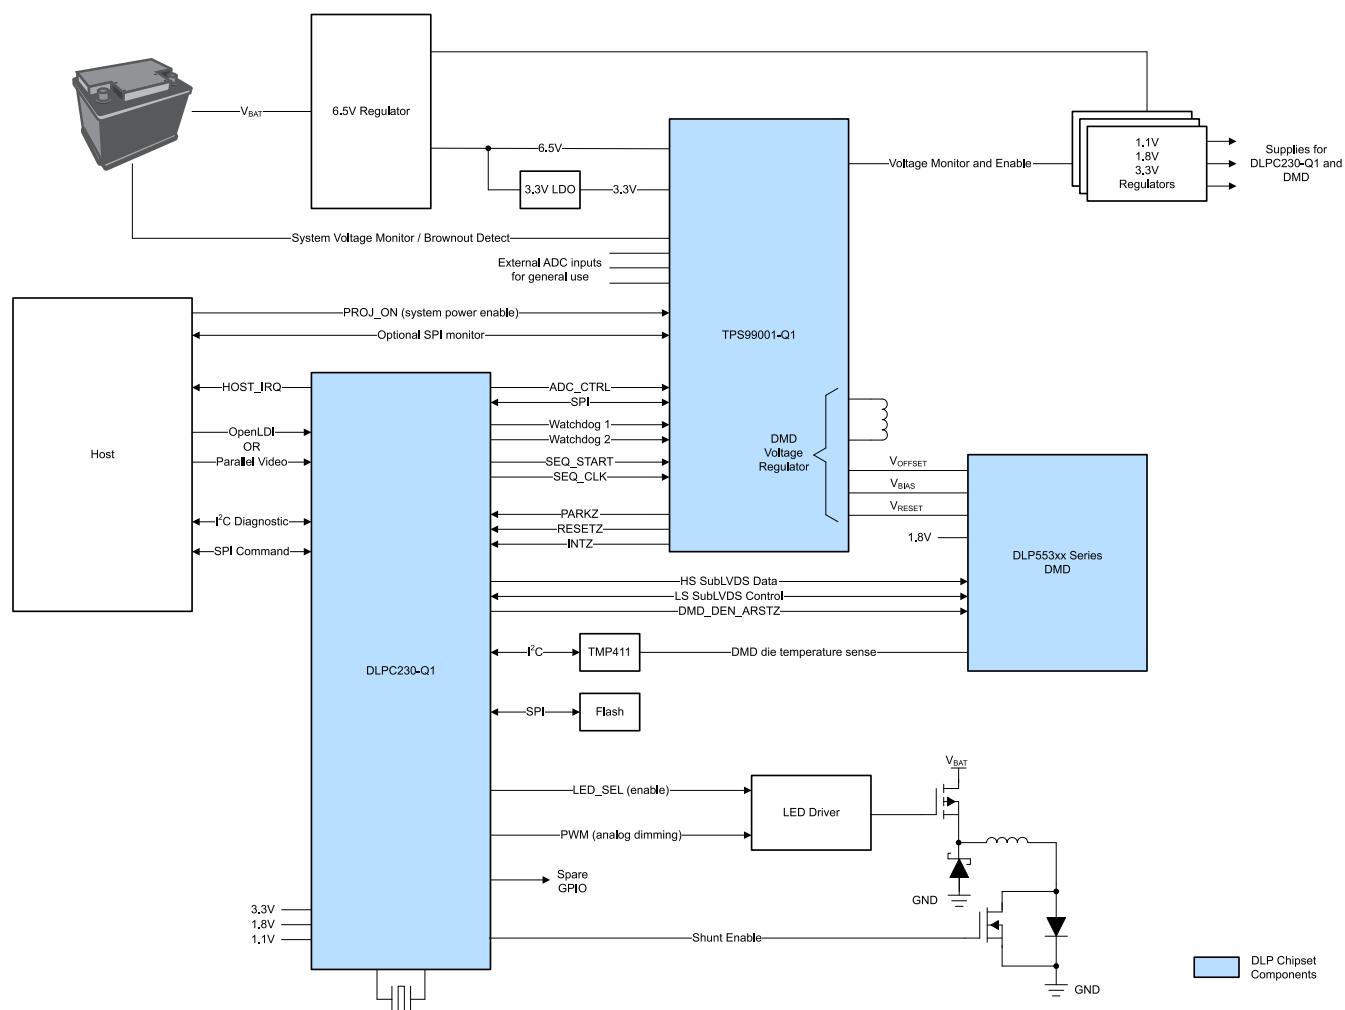 V_BAT
6.5V Regulator
6.5V
3.3V LDO
3.3V
System Voltage Monitor / Brownout Detect
External ADC inputs
for general use
Voltage Monitor and Enable
1.1V
1.8V
3.3V
Regulators
Supplies for
DLPC230-Q1 and
DMD
Host
PROJ_ON (system power enable)
Optional SPI monitor
TPS99001-Q1
HOST_IRQ
OpenLDI
OR
Parallel Video
I²C Diagnostic
SPI Command
ADC_CTRL
SPI
Watchdog 1
Watchdog 2
SEQ_START
SEQ_CLK
PARKZ
RESETZ
INTZ
DMD
Voltage
Regulator
V_OFFSET
V_BIAS
V_RESET
1.8V
DLP553xx Series
DMD
HS SubLVDS Data
LS SubLVDS Control
DMD_DEN_ARSTZ
DLPC230-Q1
I²C
TMP411
DMD die temperature sense
SPI
Flash
LED_SEL (enable)
PWM (analog dimming)
LED Driver
V_BAT
GND
Spare
GPIO
3.3V
1.8V
1.1V
Shunt Enable
GND
DLP Chipset
Components